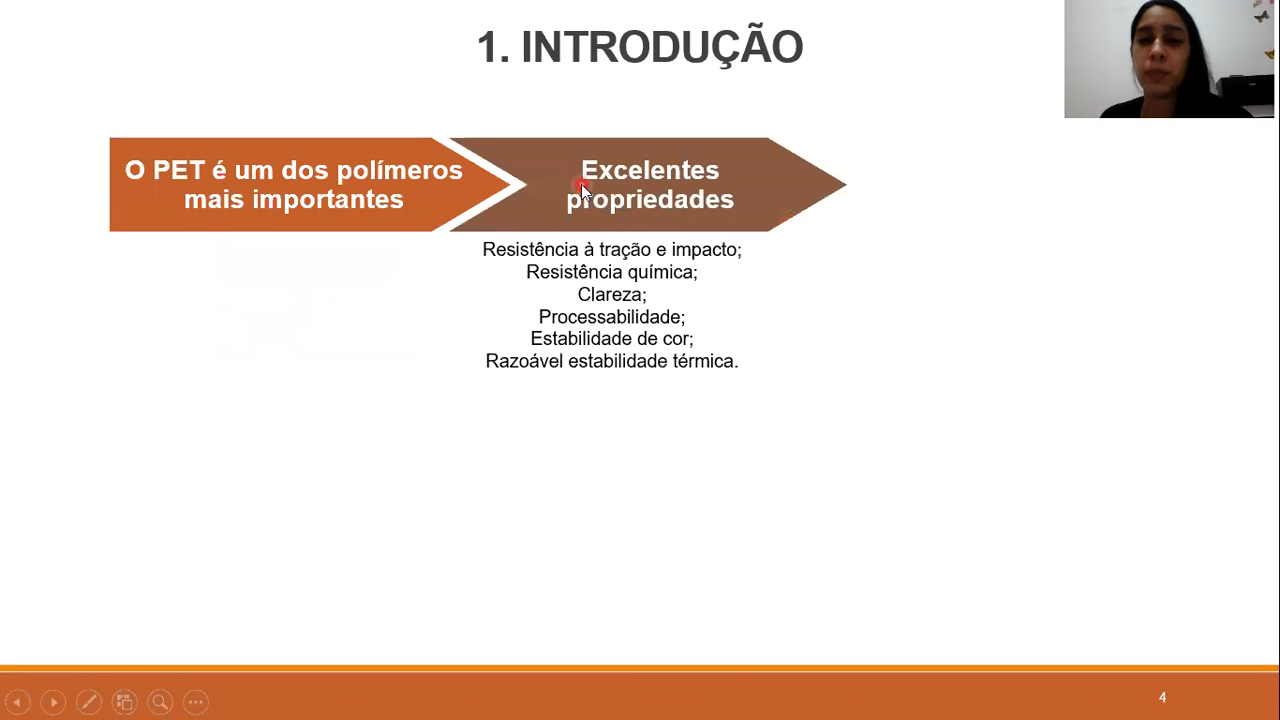 1. INTRODUÇÃO
O PET é um dos polímeros
mais importantes
Excelentes
propriedades
Resistência à tração e impacto;
Resistência química;
Clareza;
Processabilidade;
Estabilidade de cor;
Razoável estabilidade térmica.
4